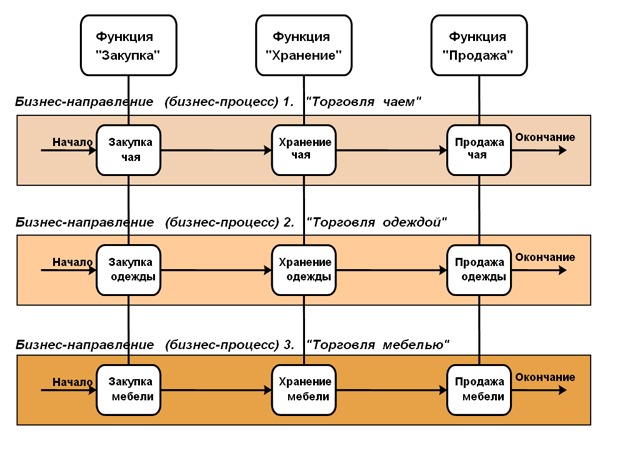 Функция
"Закупка"
Функция
"Хранение"
Функция
"Продажа"
Бизнес-направление (бизнес-процесс) 1. "Торговля чаем"
Начало
Закупка
чая
Хранение
чая
Продажа
чая
Окончание
Бизнес-направление (бизнес-процесс) 2. "Торговля одеждой"
Начало
Закупка
одежды
Хранение
одежды
Продажа
одежды
Окончание
Бизнес-направление (бизнес-процесс) 3. "Торговля мебелью"
Начало
Закупка
мебели
Хранение
мебели
Продажа
мебели
Окончание